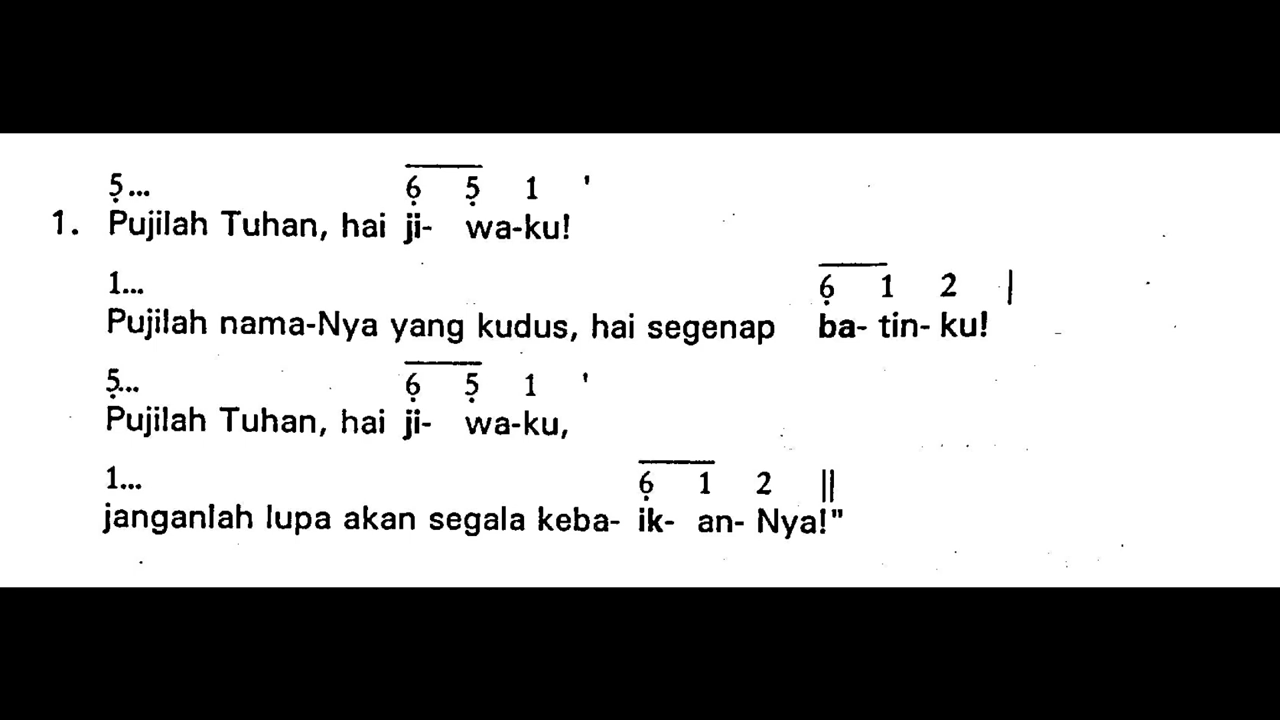 5̣... 6̣ 5̣ 1 '
1. Pujilah Tuhan, hai ji- wa-ku!
1... 6̣ 1 2 |
Pujilah nama-Nya yang kudus, hai segenap ba- tin- ku!
5̣... 6̣ 5̣ 1 '
Pujilah Tuhan, hai ji- wa-ku,
1... 6̣ 1 2 ||
janganlah lupa akan segala keba- ik- an- Nya!"